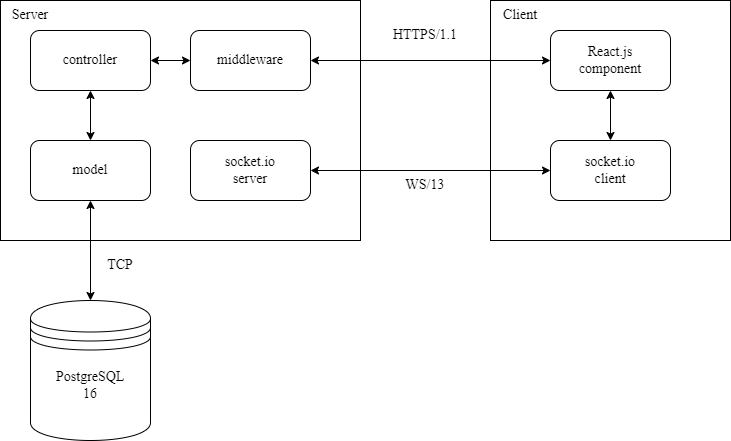 Server
controller
middleware
model
socket.io
server
HTTPS/1.1
WS/13
Client
React.js
component
socket.io
client
TCP
PostgreSQL
16